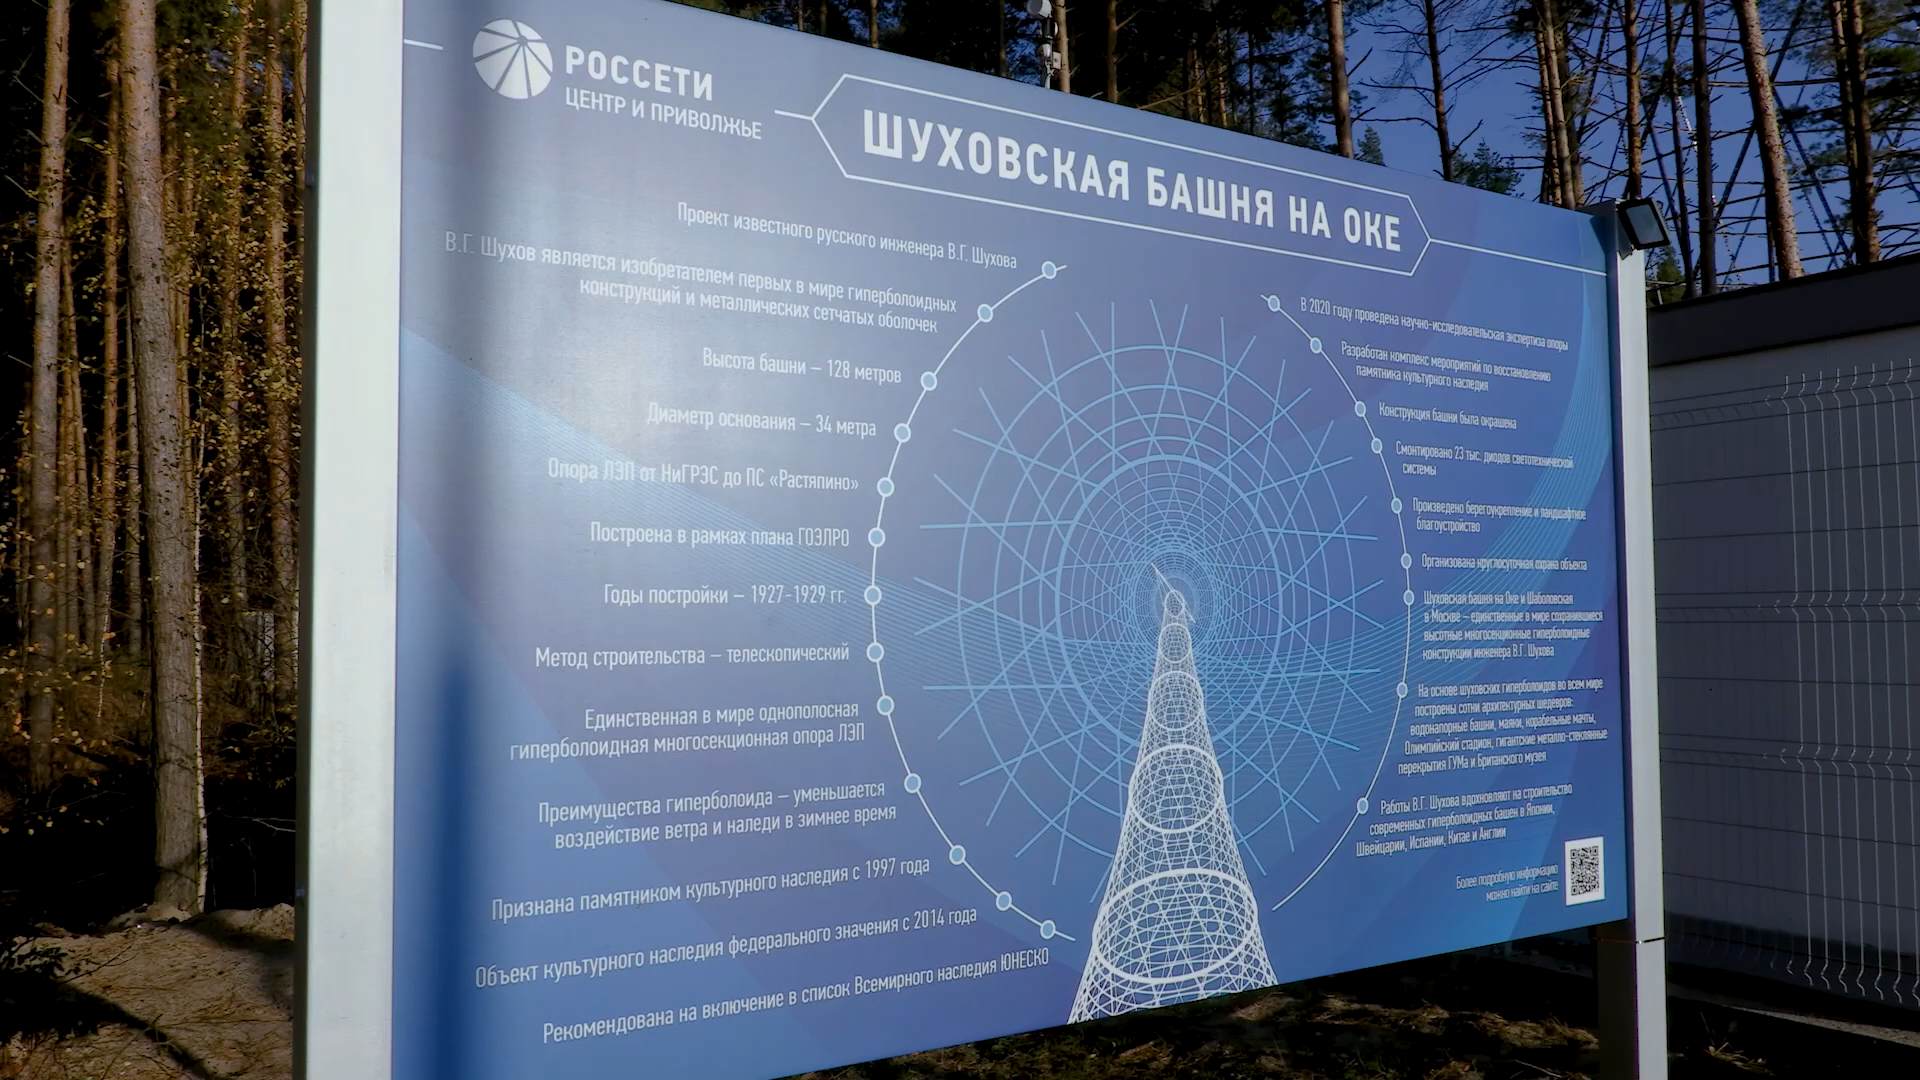 РОССЕТИ
ЦЕНТР И ПРИВОЛЖЬЕ
ШУХОВСКАЯ БАШНЯ НА ОКЕ
Проект известного русского инженера В.Г. Шухова
В.Г. Шухов является изобретателем первых в мире гиперболоидных
конструкций и металлических сетчатых оболочек
Высота башни – 128 метров
Диаметр основания – 34 метра
Опора ЛЭП от НиГРЭС до ПС «Растяпино»
Построена в рамках плана ГОЭЛРО
Годы постройки – 1927-1929 гг.
Метод строительства – телескопический
Единственная в мире однополосная
гиперболоидная многосекционная опора ЛЭП
Преимущества гиперболоида – уменьшается
воздействие ветра и наледи в зимнее время
Признана памятником культурного наследия с 1997 года
Объект культурного наследия федерального значения с 2014 года
Рекомендована на включение в список Всемирного наследия ЮНЕСКО
В 2020 году проведена научно-исследовательская экспертиза опоры
Разработан комплекс мероприятий по восстановлению
памятника культурного наследия
Конструкция башни была окрашена
Смонтировано 23 тыс. диодов светотехнической
системы
Произведено берегоукрепление и ландшафтное
благоустройство
Организована круглосуточная охрана объекта
Шуховская башня на Оке и Шаболовская
в Москве – единственные в мире сохранившиеся
высотные многосекционные гиперболоидные
конструкции инженера В.Г. Шухова
На основе шуховских гиперболоидов во всем мире
построены сотни архитектурных шедевров:
водонапорные башни, маяки, корабельные мачты,
Олимпийский стадион, гигантские металло-стеклянные
перекрытия ГУМа и Британского музея
Работы В.Г. Шухова вдохновляют на строительство
современных гиперболоидных башен в Японии,
Швейцарии, Испании, Китае и Англии
Более подробную информацию
можно найти на сайте